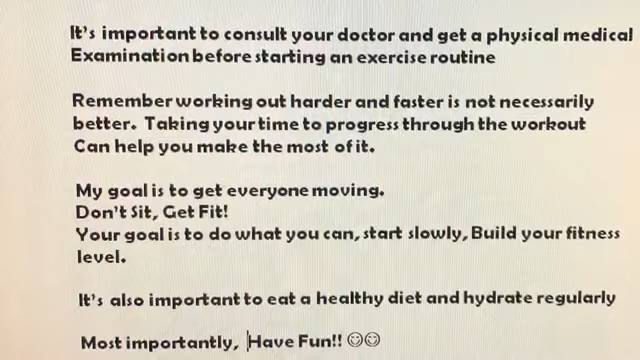 It's important to consult your doctor and get a physical medical
Examination before starting an exercise routine
Remember working out harder and faster is not necessarily
better. Taking your time to progress through the workout
Can help you make the most of it.
My goal is to get everyone moving.
Don't Sit, Get Fit!
Your goal is to do what you can, start slowly, Build your fitness
level.
It's also important to eat a healthy diet and hydrate regularly
Most importantly, Have Fun!! ☺☺